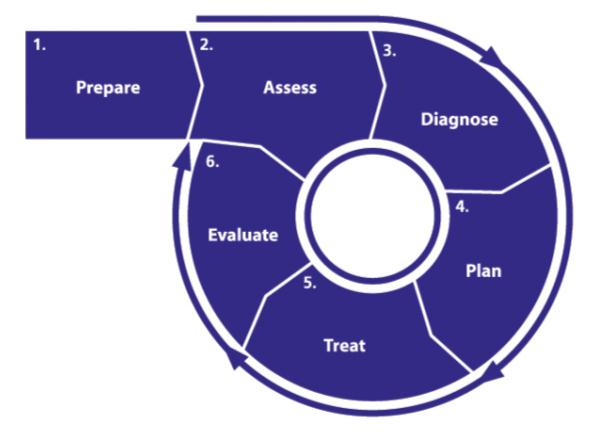 1.
Prepare
2.
Assess
3.
Diagnose
4.
Plan
5.
Treat
6.
Evaluate